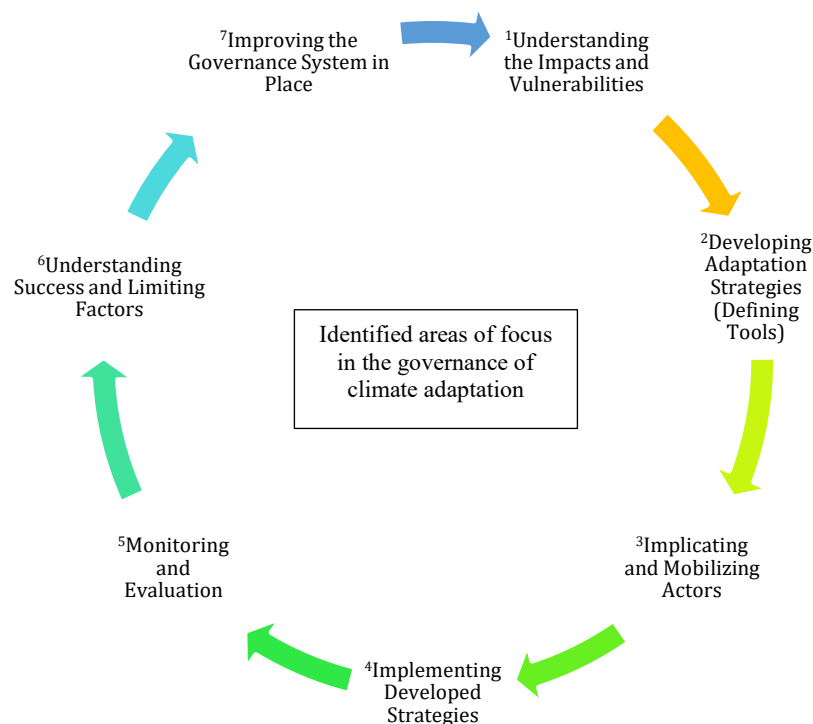 ⁷Improving the
Governance System in
Place
¹Understanding
the Impacts and
Vulnerabilities
²Developing
Adaptation
Strategies
(Defining
Tools)
³Implicating
and Mobilizing
Actors
⁴Implementing
Developed
Strategies
⁵Monitoring
and
Evaluation
⁶Understanding
Success and Limiting
Factors
Identified areas of focus
in the governance of
climate adaptation